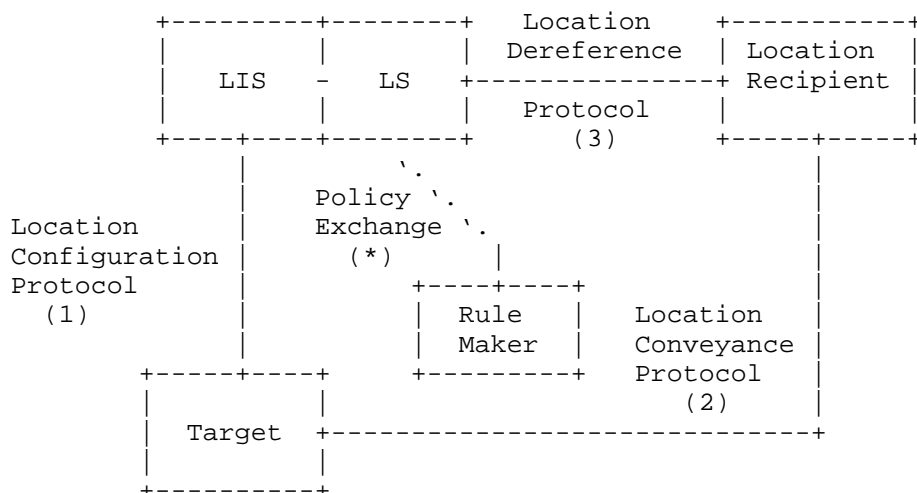 Location
Dereference
Location
LIS - LS
Recipient
Protocol
(3)
Policy
Exchange
(*)
Location
Configuration
Protocol
(1)
Rule
Maker
Location
Conveyance
Protocol
(2)
Target